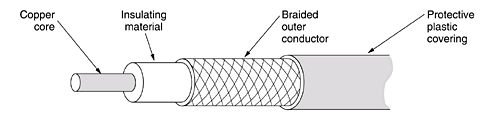 Copper
core
Insulating
material
Braided
outer
conductor
Protective
plastic
covering